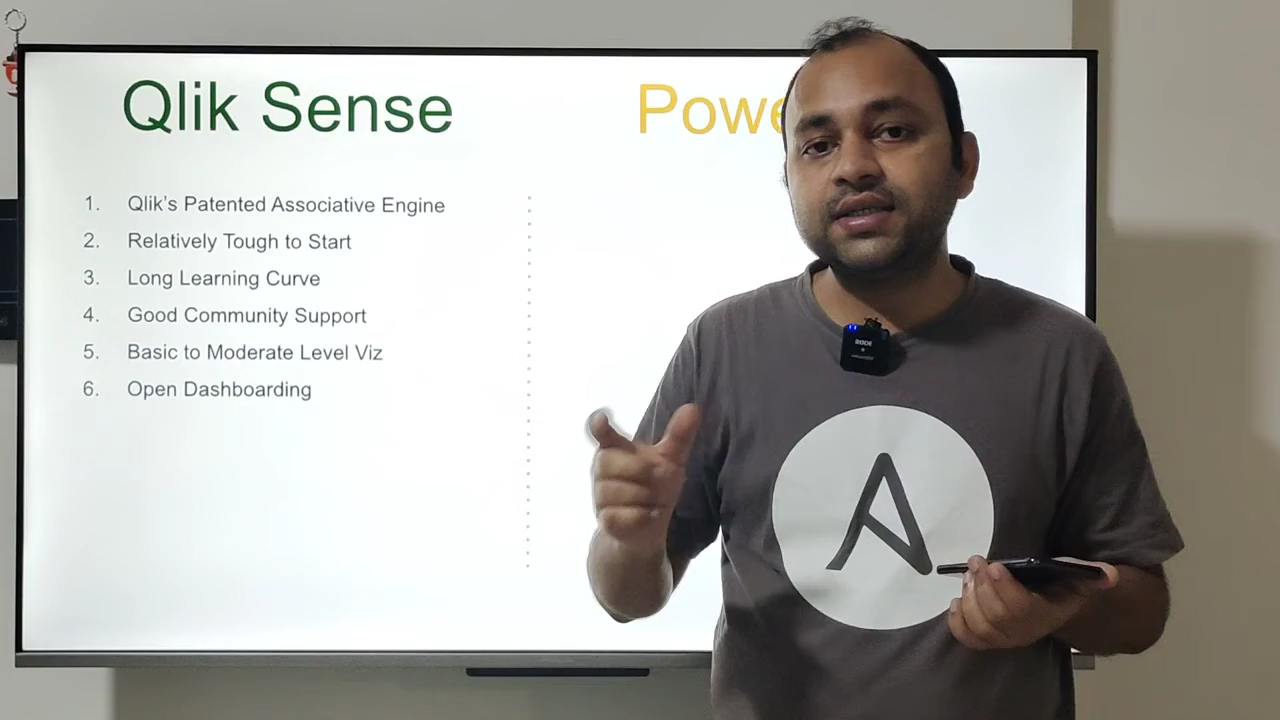 Qlik Sense
Powe
1. Qlik's Patented Associative Engine
2. Relatively Tough to Start
3. Long Learning Curve
4. Good Community Support
5. Basic to Moderate Level Viz
6. Open Dashboarding
RODE
A